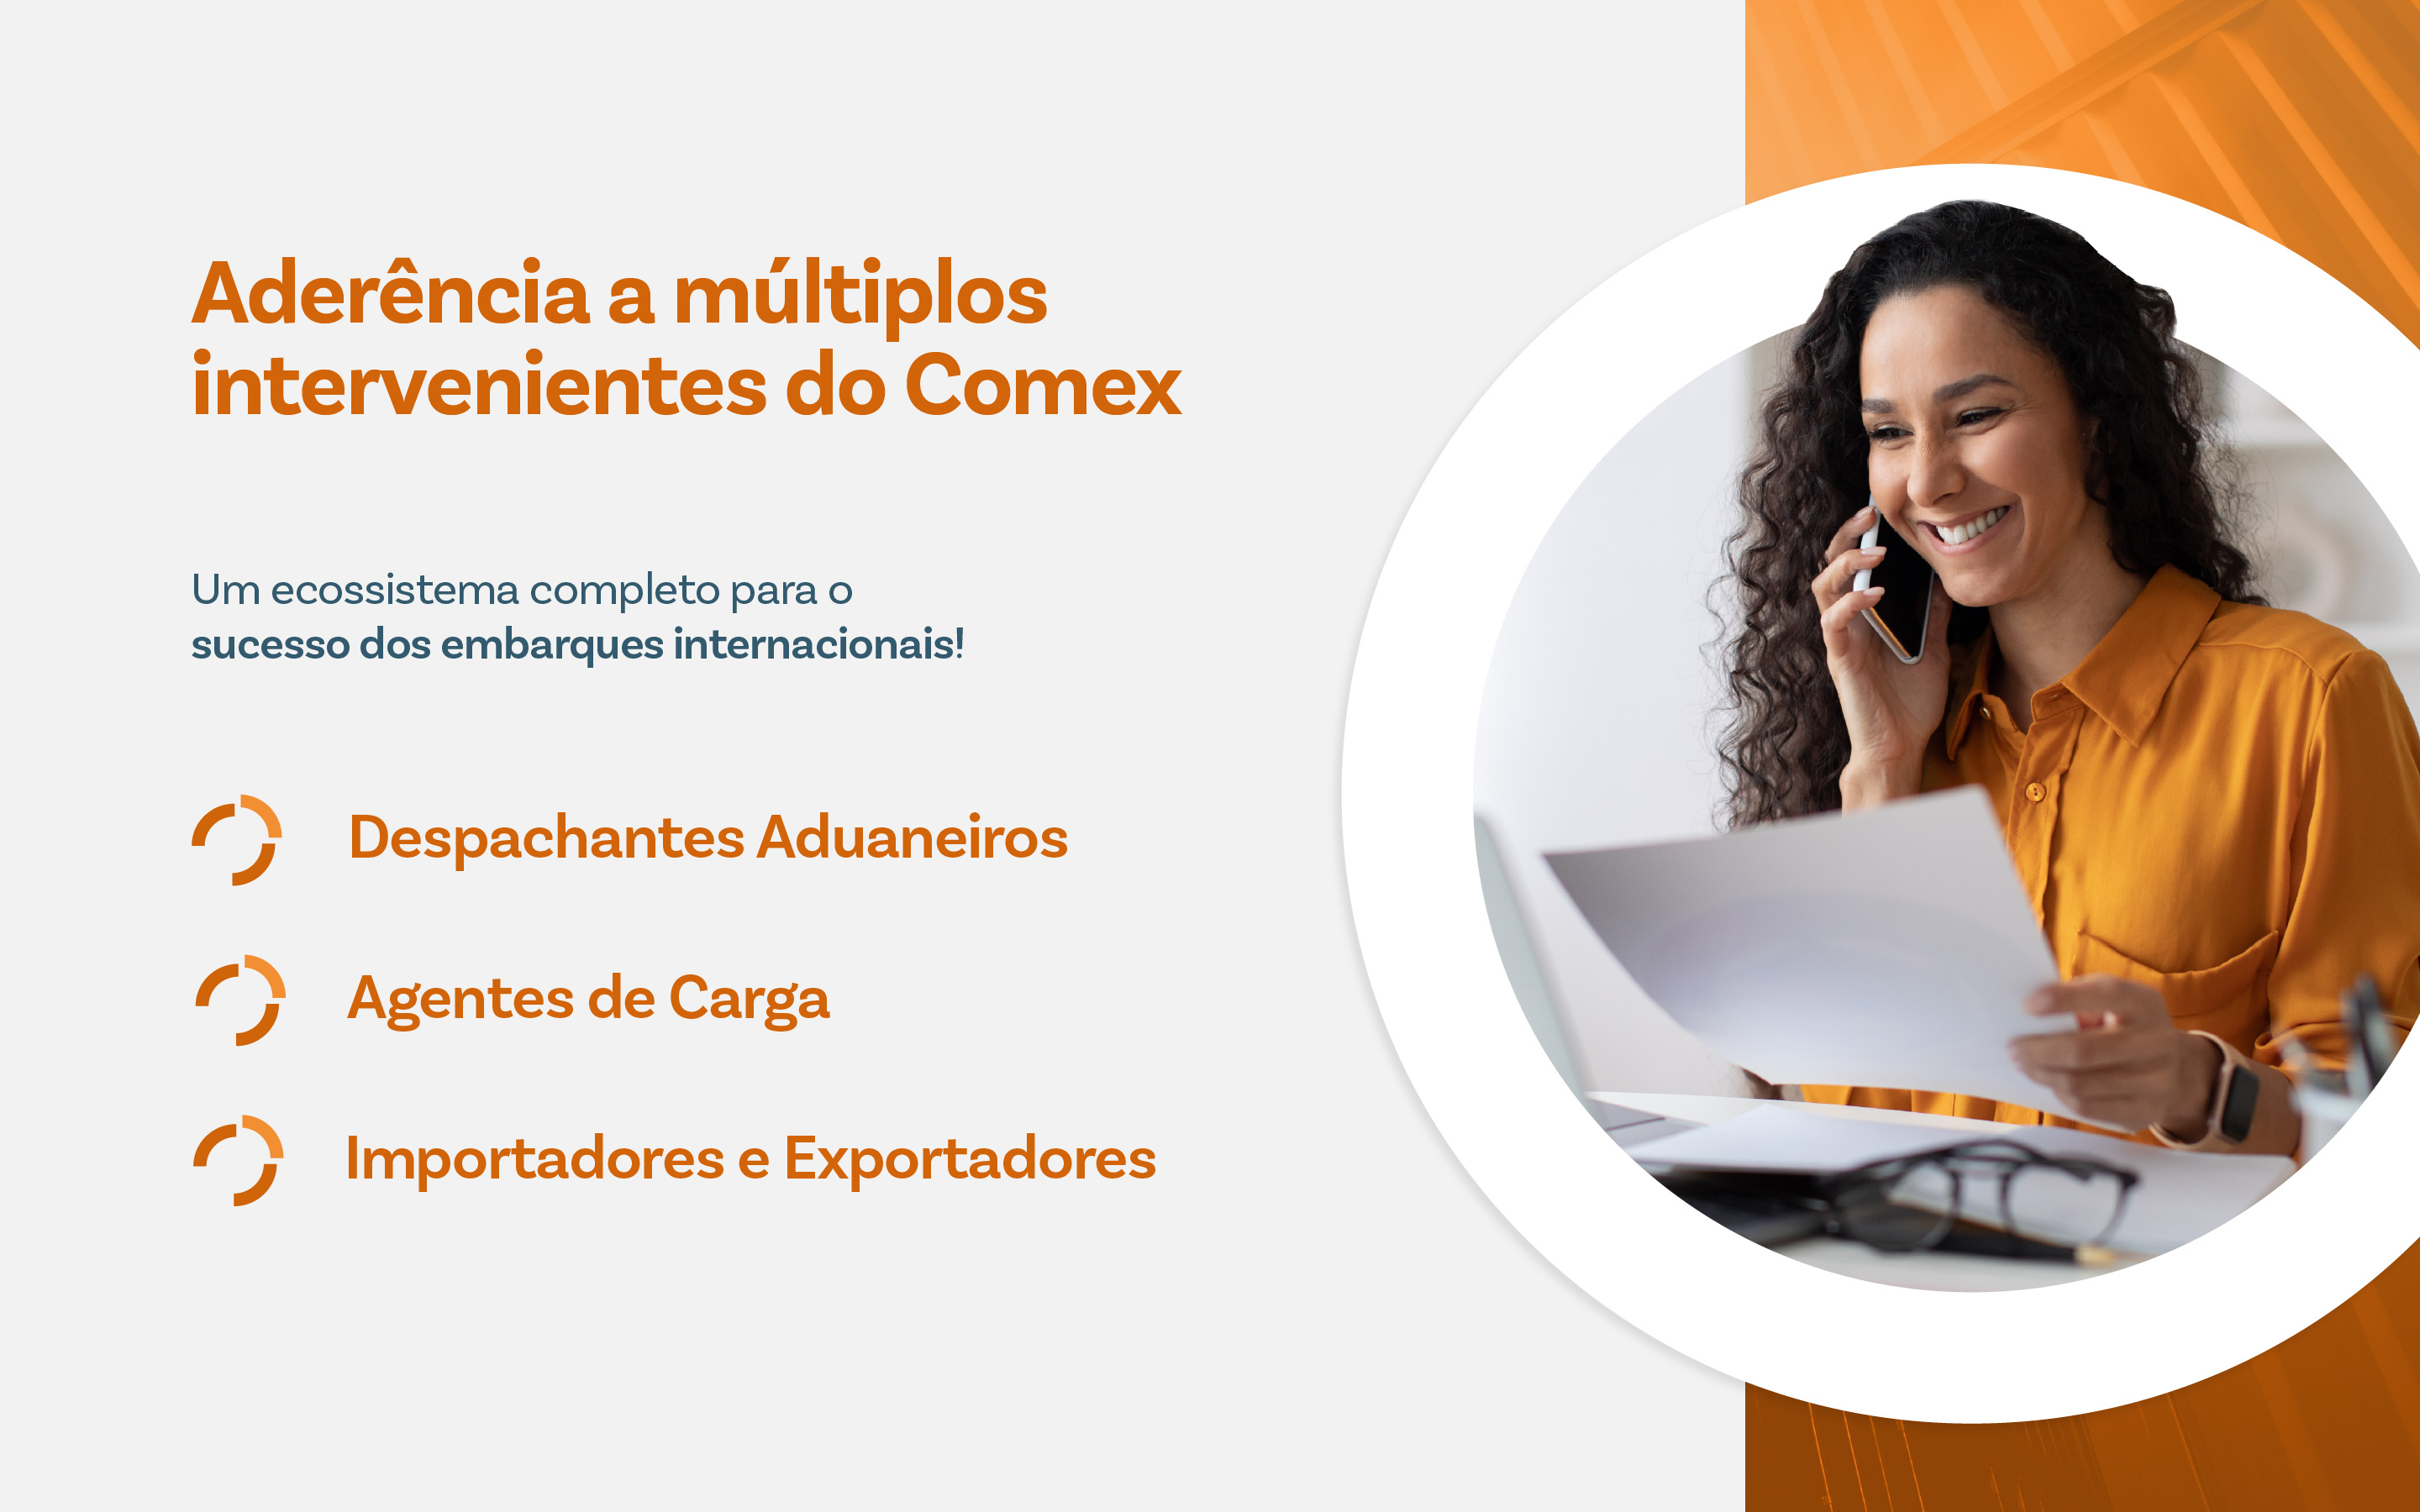 Aderência a múltiplos
intervenientes do Comex
Um ecossistema completo para o
sucesso dos embarques internacionais!
Despachantes Aduaneiros
Agentes de Carga
Importadores e Exportadores